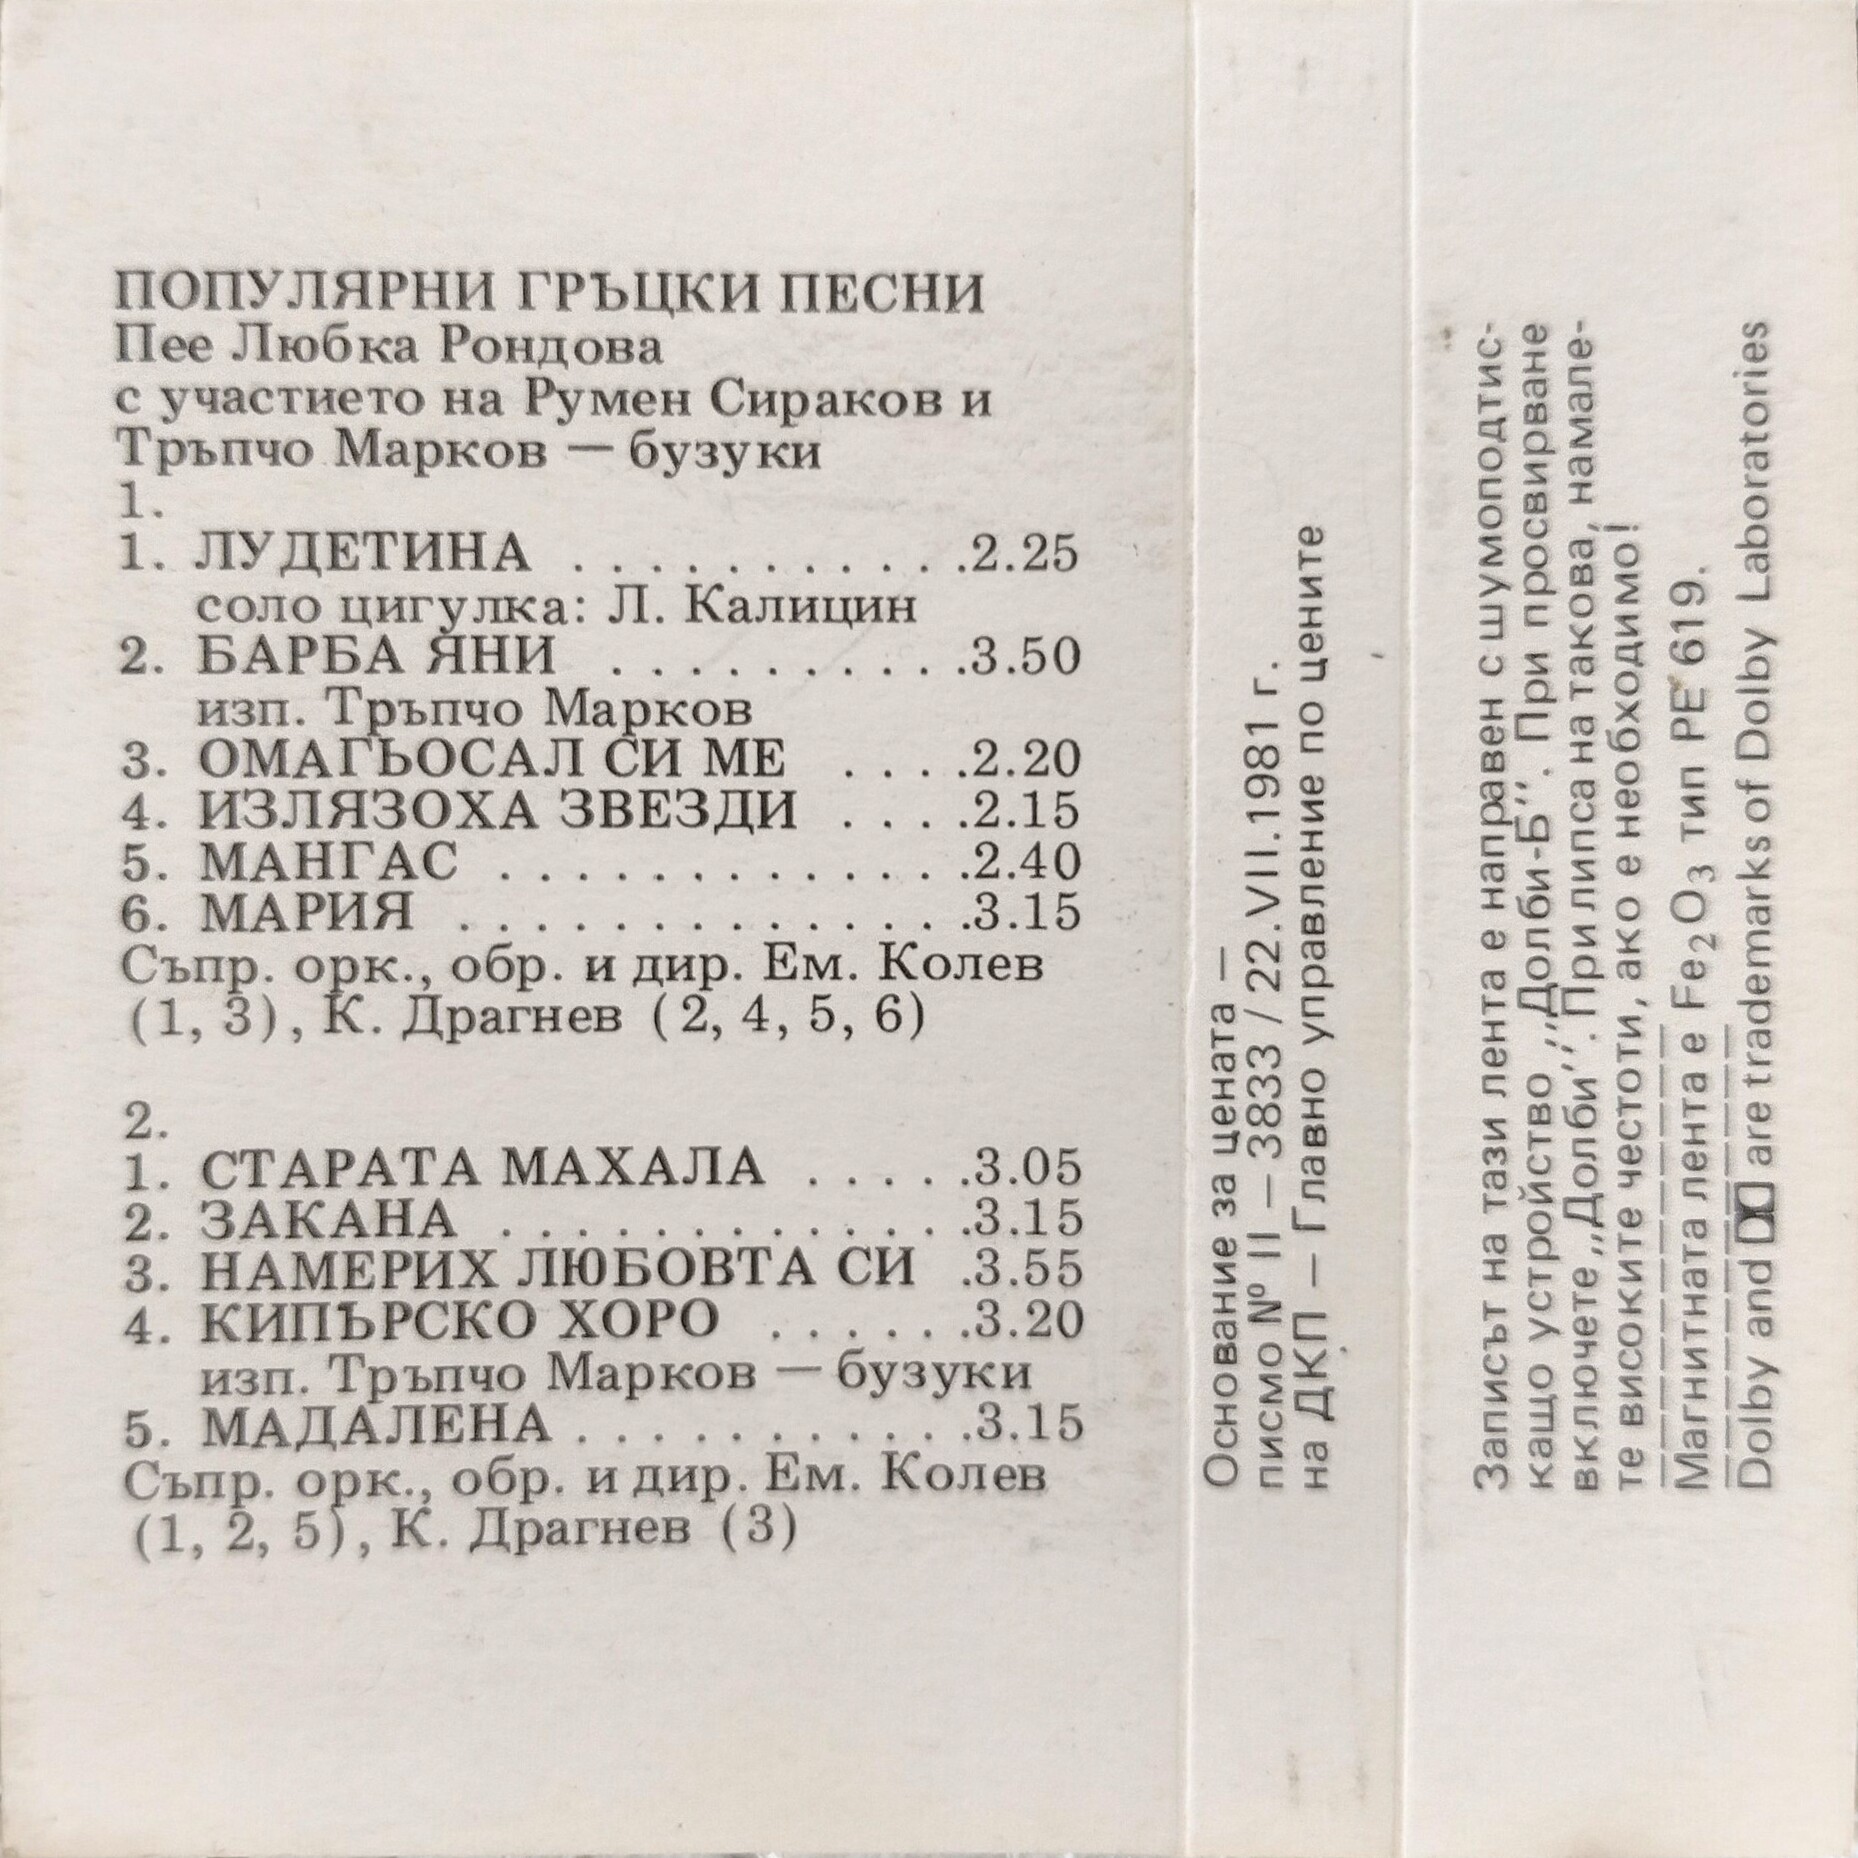 ПОПУЛЯРНИ ГРЪЦКИ ПЕСНИ
Пее Любка Рондова
с участието на Румен Сираков и
Тръпчо Марков — бузуки
1.
1. ЛУДЕТИНА . . . . . . . . . . . .2.25
соло цигулка: Л. Калицин
2. БАРБА ЯНИ . . . . . . . . . .3.50
изп. Тръпчо Марков
3. ОМАГЬОСАЛ СИ МЕ . . . .2.20
4. ИЗЛЯЗОХА ЗВЕЗДИ . . . .2.15
5. МАНГАС . . . . . . . . . . . . .2.40
6. МАРИЯ . . . . . . . . . . . . . .3.15
Съпр. орк., обр. и дир. Ем. Колев
(1, 3), К. Драгнев (2, 4, 5, 6)
2.
1. СТАРАТА МАХАЛА . . . . .3.05
2. ЗАКАНА . . . . . . . . . . . . .3.15
3. НАМЕРИХ ЛЮБОВТА СИ .3.55
4. КИПЪРСКО ХОРО . . . . . .3.20
изп. Тръпчо Марков — бузуки
5. МАДАЛЕНА . . . . . . . . . . .3.15
Съпр. орк., обр. и дир. Ем. Колев
(1, 2, 5), К. Драгнев (3)
Основание за цената —
писмо № II — 3833 / 22.VII.1981 г.
на ДКП — Главно управление по цените
Записът на тази лента е направен с шумоподтис-
кащо устройство ,,Долби-Б''. При просвирване
включете ,,Долби''. При липса на такова, намале-
те високите честоти, ако е необходимо!
Магнитната лента е Fe2O3 тип PE 619.
Dolby and are trademarks of Dolby Laboratories